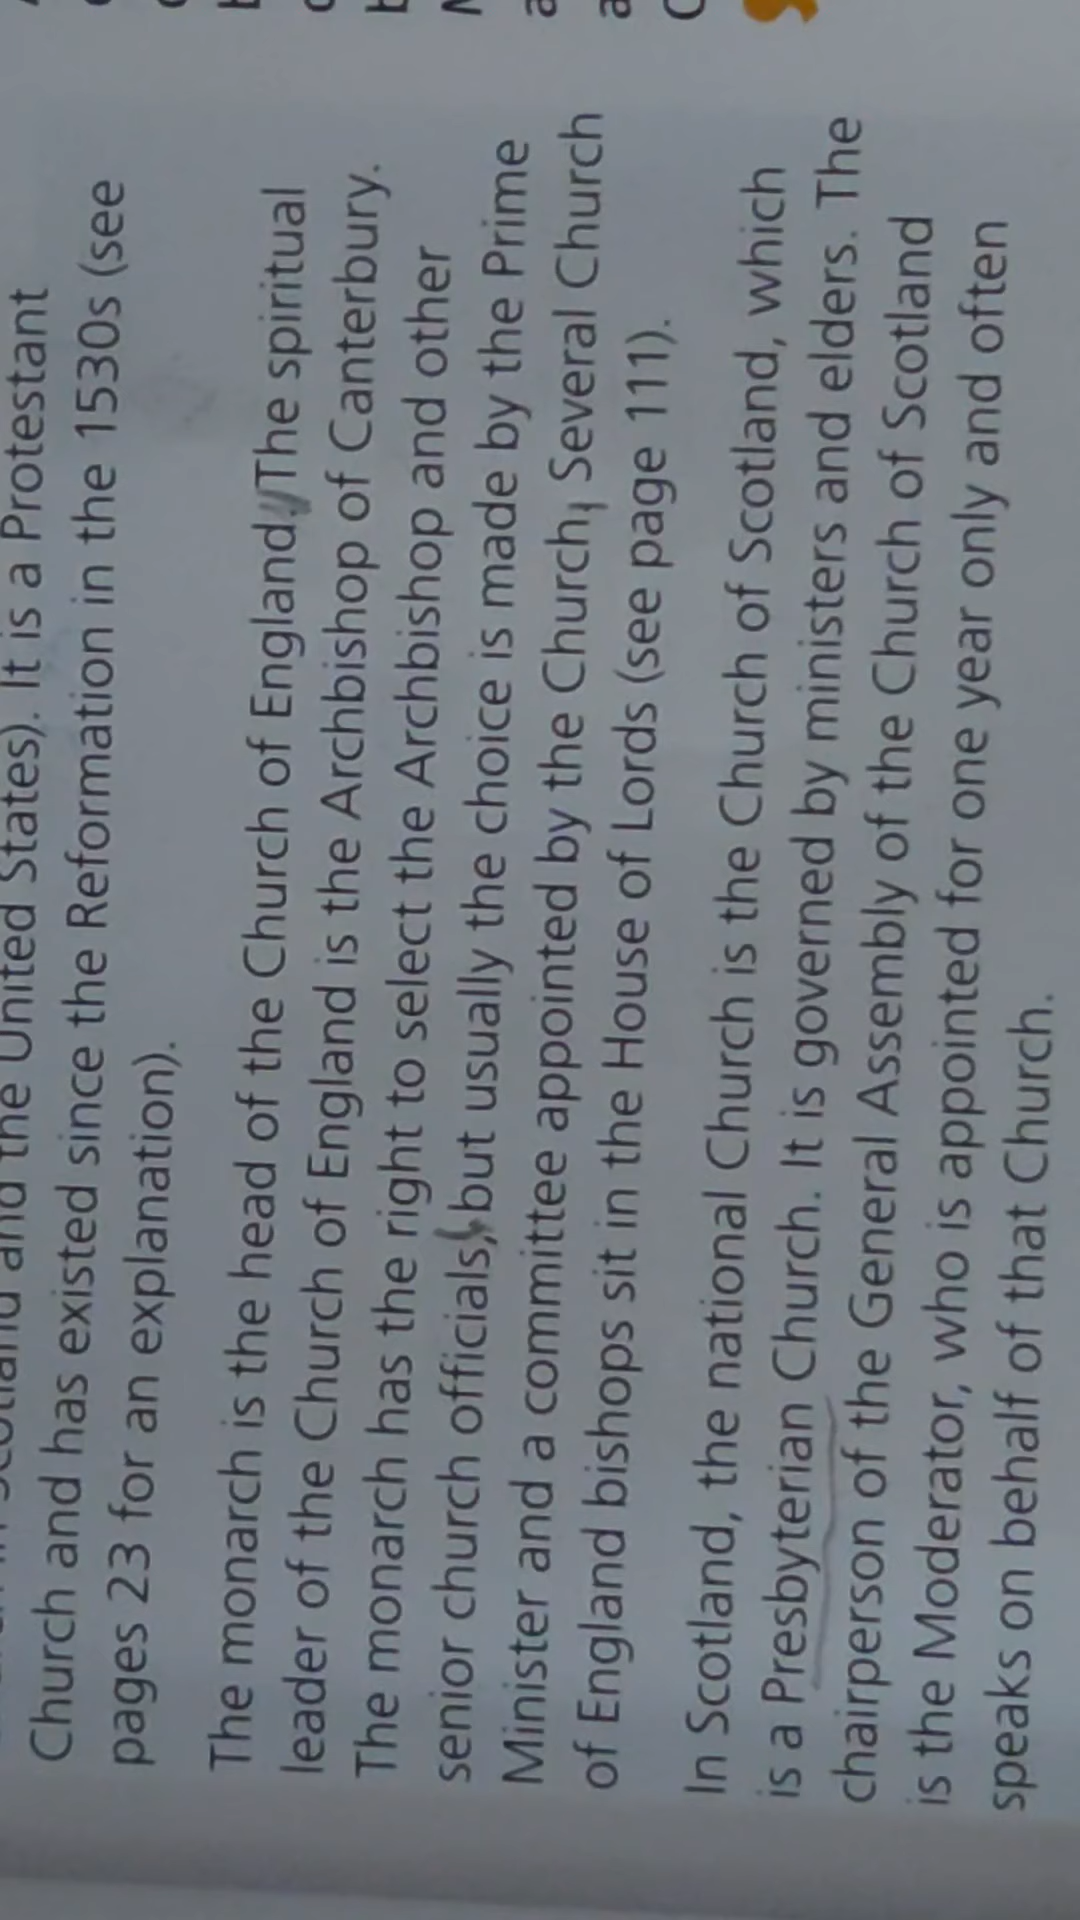 and the United States). It is a Protestant
Church and has existed since the Reformation in the 1530s (see
pages 23 for an explanation).
The monarch is the head of the Church of England. The spiritual
leader of the Church of England is the Archbishop of Canterbury.
The monarch has the right to select the Archbishop and other
senior church officials, but usually the choice is made by the Prime
Minister and a committee appointed by the Church. Several Church
of England bishops sit in the House of Lords (see page 111).
In Scotland, the national Church is the Church of Scotland, which
is a Presbyterian Church. It is governed by ministers and elders. The
chairperson of the General Assembly of the Church of Scotland
is the Moderator, who is appointed for one year only and often
speaks on behalf of that Church.